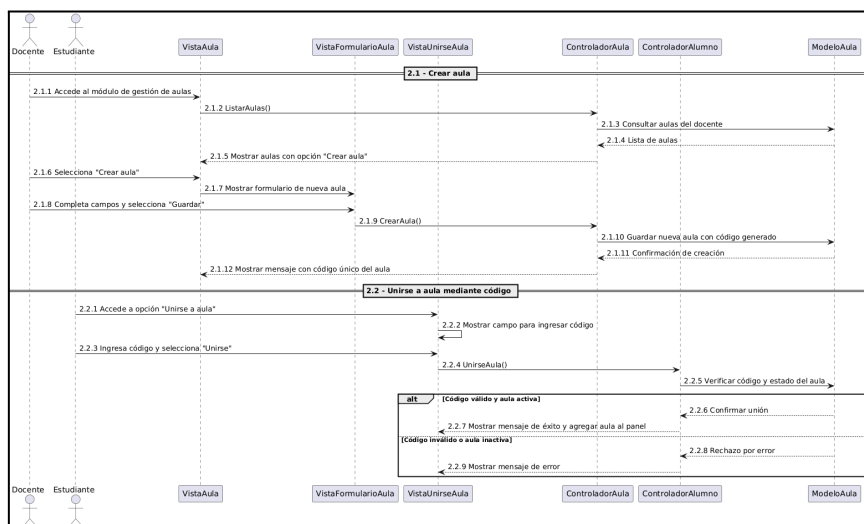 Docente Estudiante VistaAula VistaFormularioAula VistaUnirseAula ControladorAula ControladorAlumno ModeloAula
2.1 - Crear aula
2.1.1 Accede al módulo de gestión de aulas
2.1.2 ListarAulas()
2.1.3 Consultar aulas del docente
2.1.4 Lista de aulas
2.1.5 Mostrar aulas con opción "Crear aula"
2.1.6 Selecciona "Crear aula"
2.1.7 Mostrar formulario de nueva aula
2.1.8 Completa campos y selecciona "Guardar"
2.1.9 CrearAula()
2.1.10 Guardar nueva aula con código generado
2.1.11 Confirmación de creación
2.1.12 Mostrar mensaje con código único del aula
2.2 - Unirse a aula mediante código
2.2.1 Accede a opción "Unirse a aula"
2.2.2 Mostrar campo para ingresar código
2.2.3 Ingresa código y selecciona "Unirse"
2.2.4 UnirseAula()
2.2.5 Verificar código y estado del aula
alt [Código válido y aula activa]
2.2.6 Confirmar unión
2.2.7 Mostrar mensaje de éxito y agregar aula al panel
[Código inválido o aula inactiva]
2.2.8 Rechazo por error
2.2.9 Mostrar mensaje de error
Docente Estudiante VistaAula VistaFormularioAula VistaUnirseAula ControladorAula ControladorAlumno ModeloAula